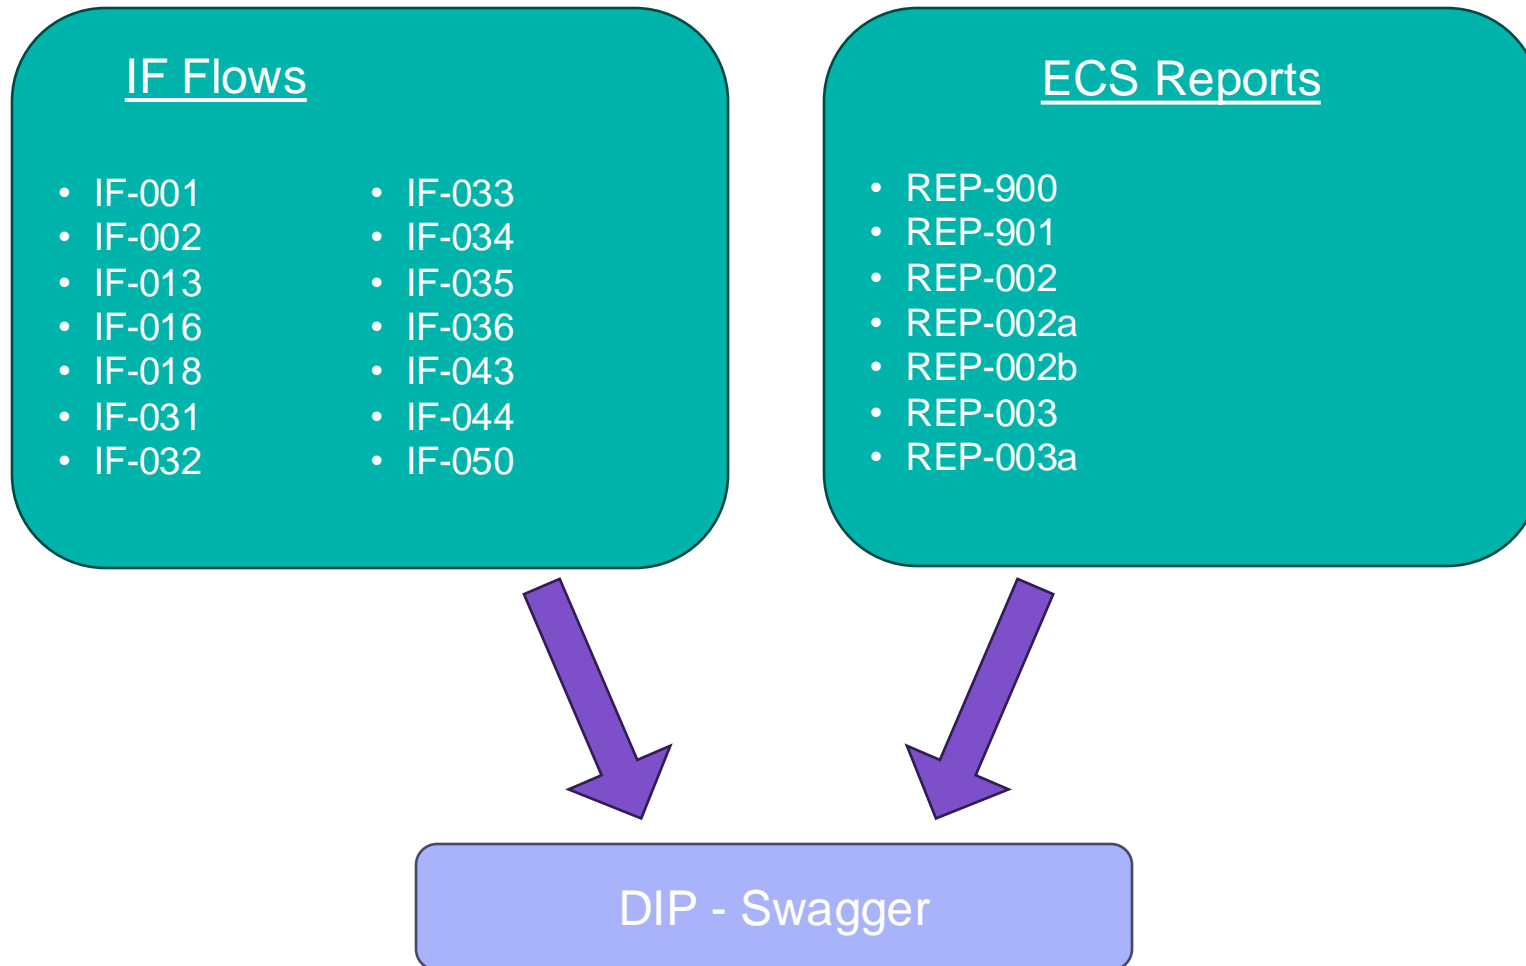 IF Flows
• IF-001
• IF-002
• IF-013
• IF-016
• IF-018
• IF-031
• IF-032
• IF-033
• IF-034
• IF-035
• IF-036
• IF-043
• IF-044
• IF-050
ECS Reports
• REP-900
• REP-901
• REP-002
• REP-002a
• REP-002b
• REP-003
• REP-003a
DIP - Swagger